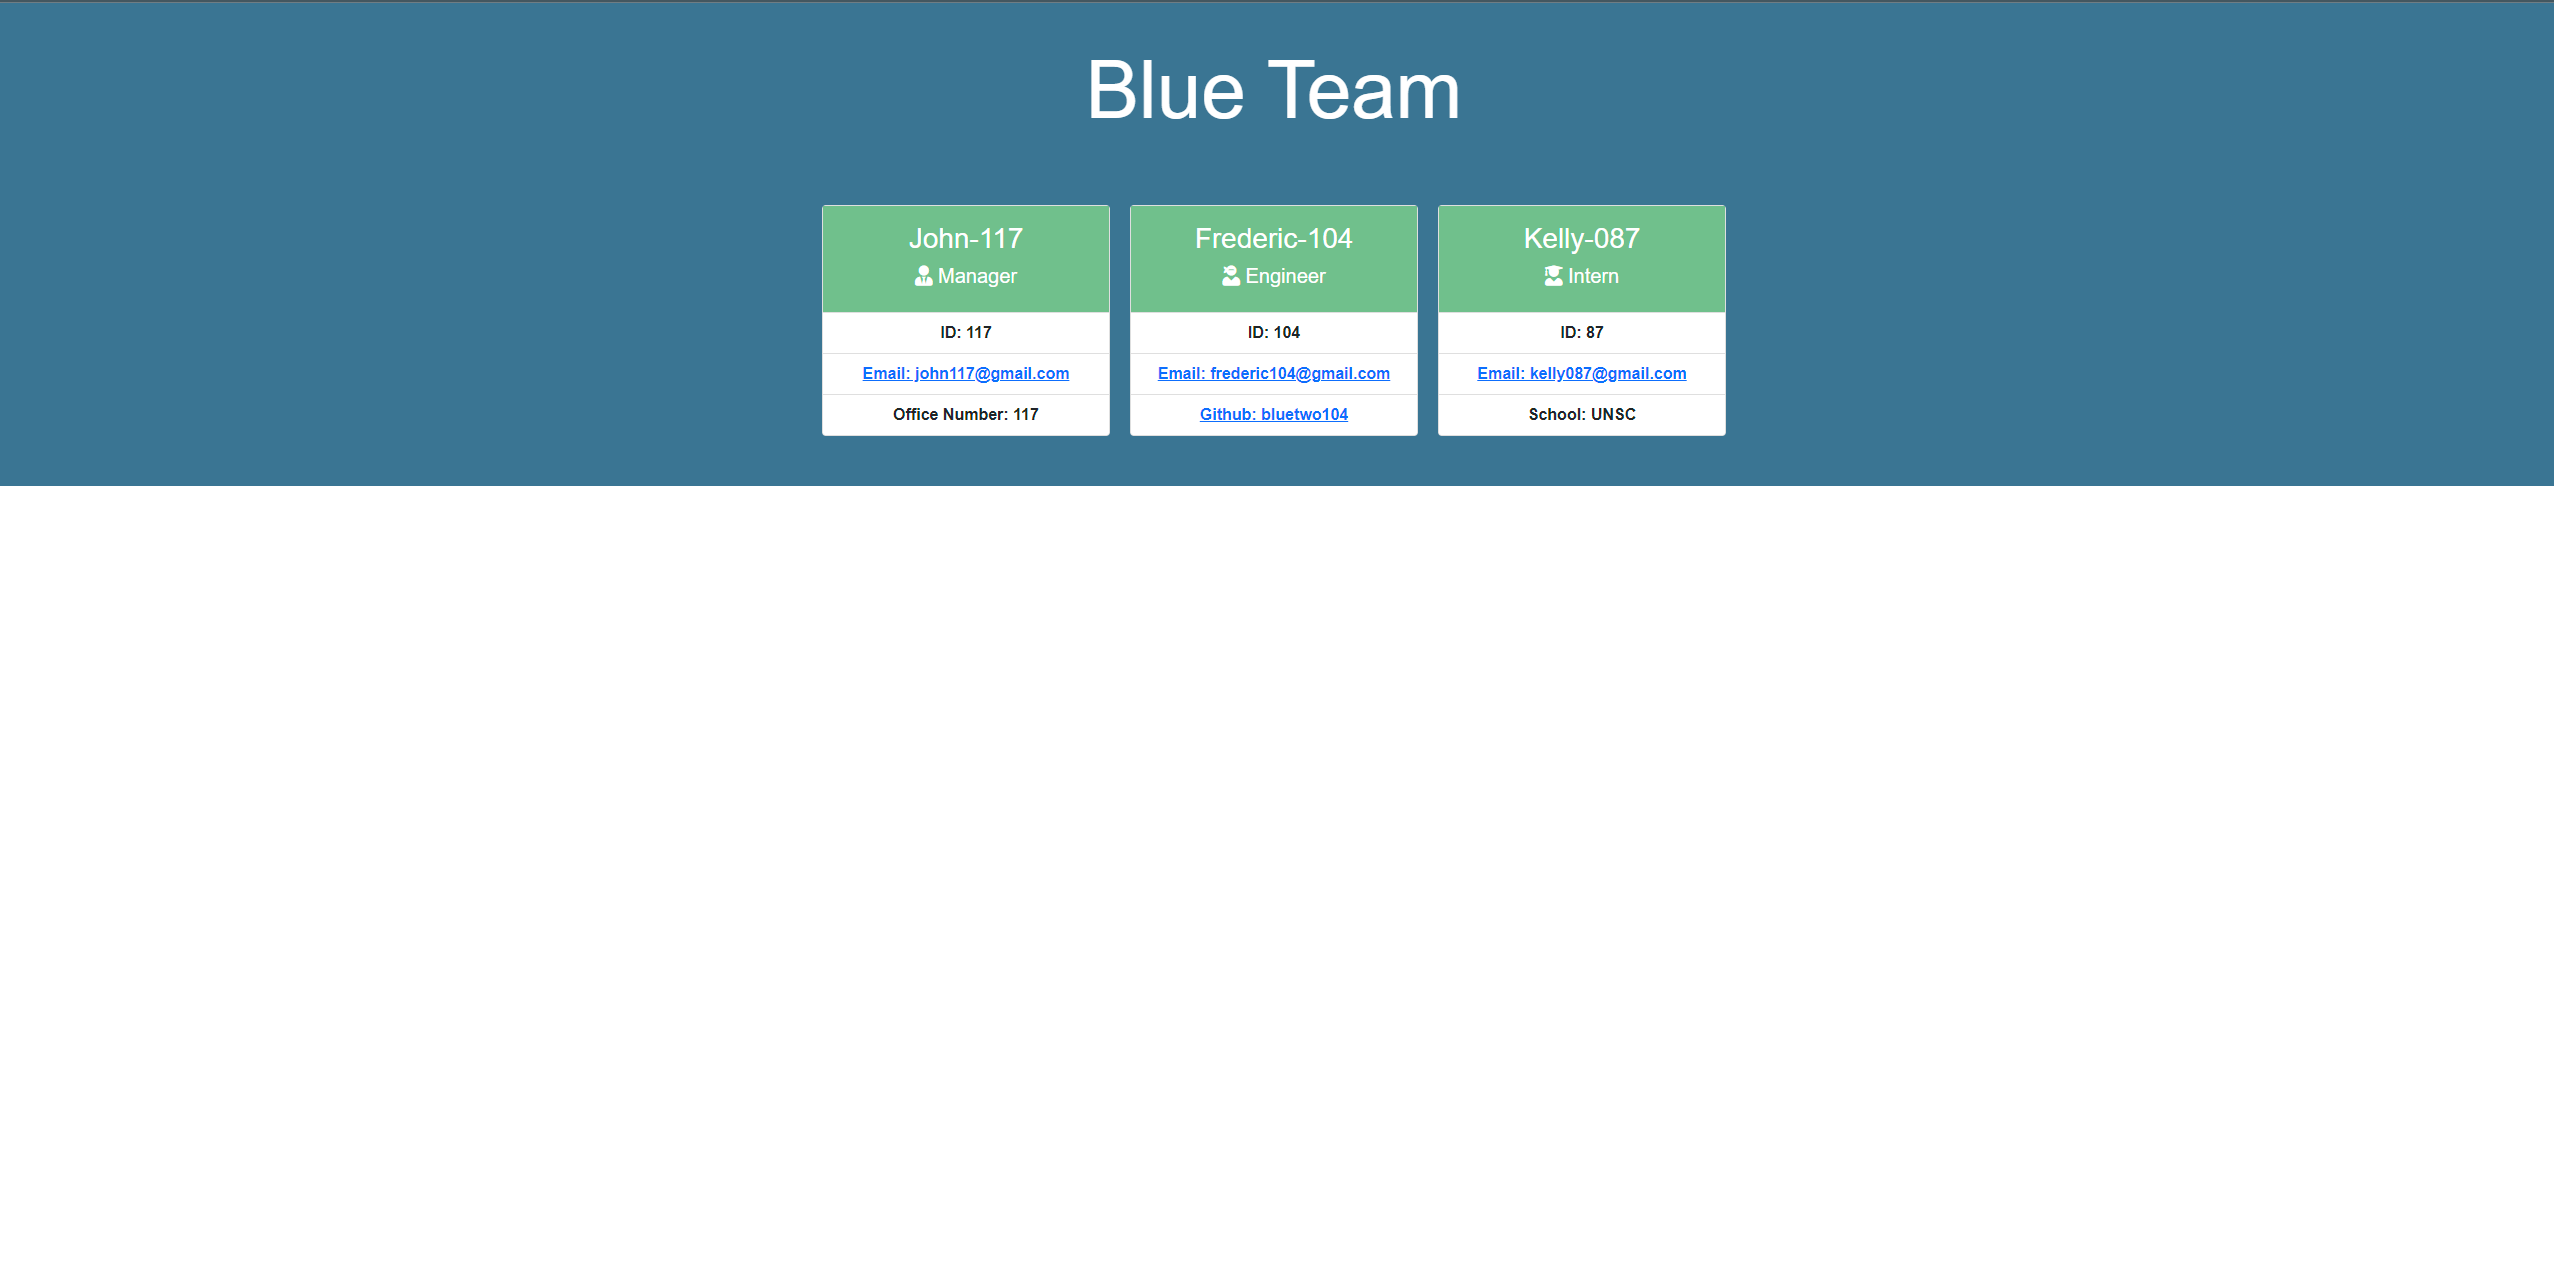 Blue Team
John-117
Manager
ID: 117
Email: john117@gmail.com
Office Number: 117
Frederic-104
Engineer
ID: 104
Email: frederic104@gmail.com
Github: bluetwo104
Kelly-087
Intern
ID: 87
Email: kelly087@gmail.com
School: UNSC